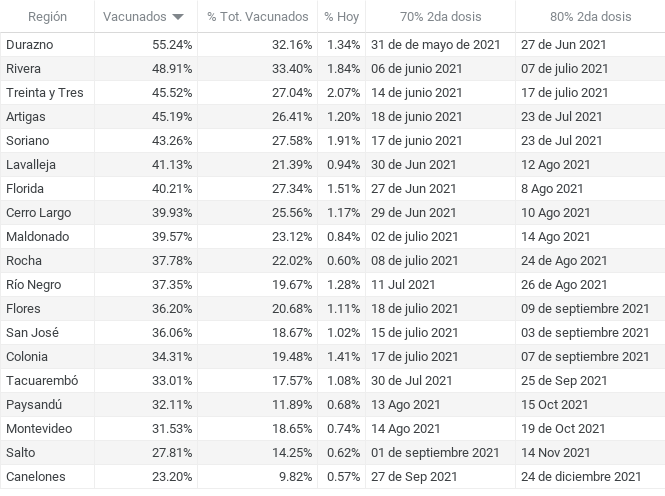 Región Vacunados % Tot. Vacunados % Hoy 70% 2da dosis 80% 2da dosis
Durazno 55.24% 32.16% 1.34% 31 de de mayo de 2021 27 de Jun 2021
Rivera 48.91% 33.40% 1.84% 06 de junio 2021 07 de julio 2021
Treinta y Tres 45.52% 27.04% 2.07% 14 de junio 2021 17 de julio 2021
Artigas 45.19% 26.41% 1.20% 18 de junio 2021 23 de Jul 2021
Soriano 43.26% 27.58% 1.91% 17 de junio 2021 23 de Jul 2021
Lavalleja 41.13% 21.39% 0.94% 30 de Jun 2021 12 Ago 2021
Florida 40.21% 27.34% 1.51% 27 de Jun 2021 8 Ago 2021
Cerro Largo 39.93% 25.56% 1.17% 29 de Jun 2021 10 Ago 2021
Maldonado 39.57% 23.12% 0.84% 02 de julio 2021 14 Ago 2021
Rocha 37.78% 22.02% 0.60% 08 de julio 2021 24 de Ago 2021
Río Negro 37.35% 19.67% 1.28% 11 Jul 2021 26 de Ago 2021
Flores 36.20% 20.68% 1.11% 18 de julio 2021 09 de septiembre 2021
San José 36.06% 18.67% 1.02% 15 de julio 2021 03 de septiembre 2021
Colonia 34.31% 19.48% 1.41% 17 de julio 2021 07 de septiembre 2021
Tacuarembó 33.01% 17.57% 1.08% 30 de Jul 2021 25 de Sep 2021
Paysandú 32.11% 11.89% 0.68% 13 Ago 2021 15 Oct 2021
Montevideo 31.53% 18.65% 0.74% 14 Ago 2021 19 de Oct 2021
Salto 27.81% 14.25% 0.62% 01 de septiembre 2021 14 Nov 2021
Canelones 23.20% 9.82% 0.57% 27 de Sep 2021 24 de diciembre 2021